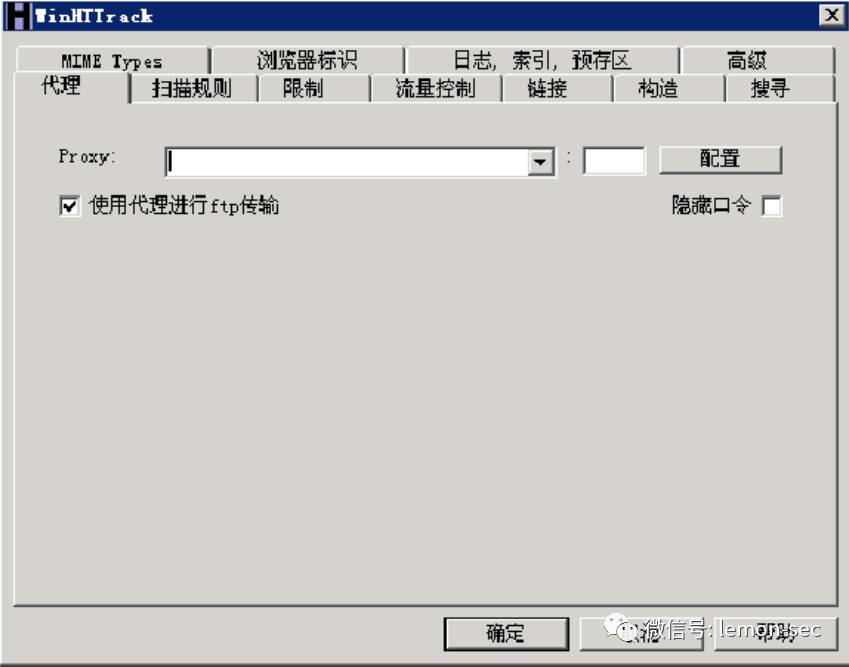 WinHTTrack
MIME Types 浏览器标识 日志, 索引, 预存区 高级
代理 扫描规则 限制 流量控制 链接 构造 搜寻
Proxy: : 配置
使用代理进行ftp传输 隐藏口令
确定 微信号: lemon-sec